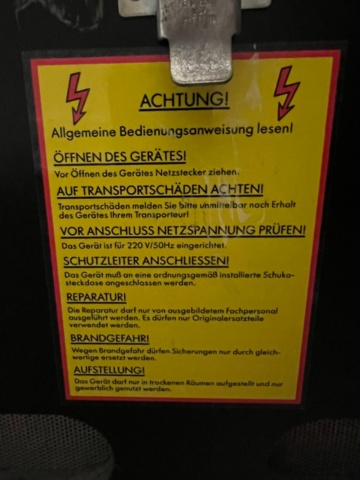 ACHTUNG!
Allgemeine Bedienungsanweisung lesen!
ÖFFNEN DES GERÄTES!
Vor Öffnen des Gerätes Netzstecker ziehen.
AUF TRANSPORTSCHÄDEN ACHTEN!
Transportschäden melden Sie bitte unmittelbar nach Erhalt
des Gerätes Ihrem Transporteur!
VOR ANSCHLUSS NETZSPANNUNG PRÜFEN!
Das Gerät ist für 220 V/50Hz eingerichtet.
SCHUTZLEITER ANSCHLIEßEN!
Das Gerät muß an eine ordnungsgemäß installierte Schuko-
steckdose angeschlossen werden.
REPARATUR!
Die Reparatur darf nur von ausgebildetem Fachpersonal
ausgeführt werden. Es dürfen nur Originalersatzteile
verwendet werden.
BRANDGEFAHR!
Wegen Brandgefahr dürfen Sicherungen nur durch gleich-
wertige ersetzt werden.
AUFSTELLUNG!
Das Gerät darf nur in trockenen Räumen aufgestellt und nur
gewerblich genutzt werden.